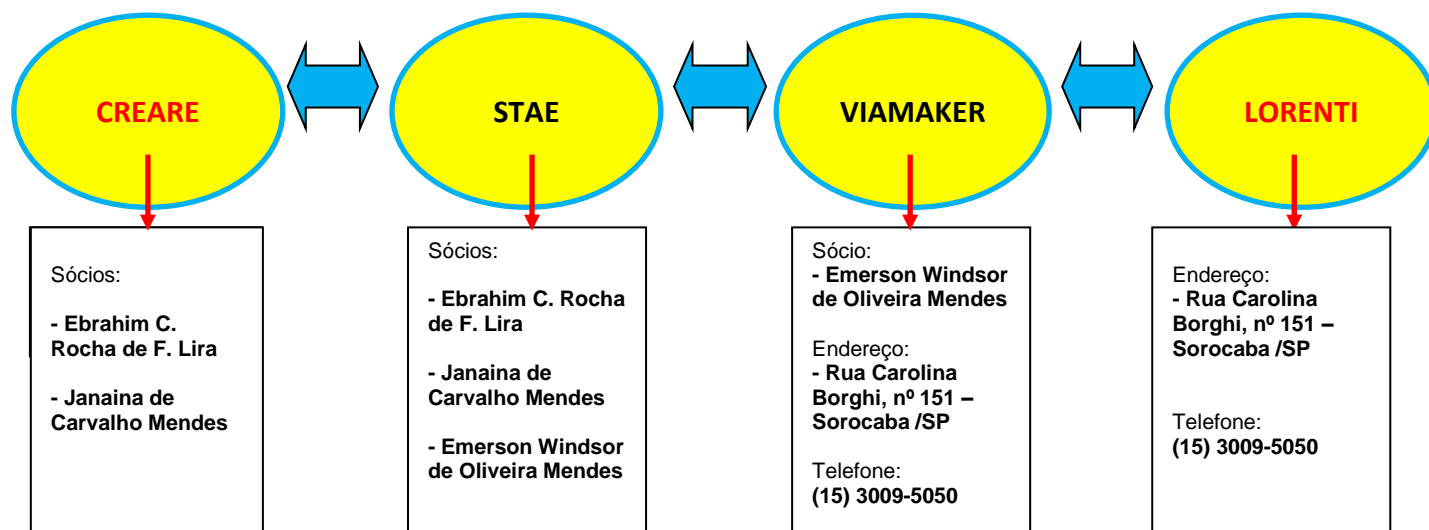 CREARE
STAE
VIAMAKER
LORENTI
Sócios:
- Ebrahim C.
Rocha de F. Lira
- Janaina de
Carvalho Mendes
Sócios:
- Ebrahim C. Rocha
de F. Lira
- Janaina de
Carvalho Mendes
- Emerson Windsor
de Oliveira Mendes
Sócio:
- Emerson Windsor
de Oliveira Mendes
Endereço:
- Rua Carolina
Borghi, nº 151 –
Sorocaba /SP
Telefone:
(15) 3009-5050
Endereço:
- Rua Carolina
Borghi, nº 151 –
Sorocaba /SP
Telefone:
(15) 3009-5050